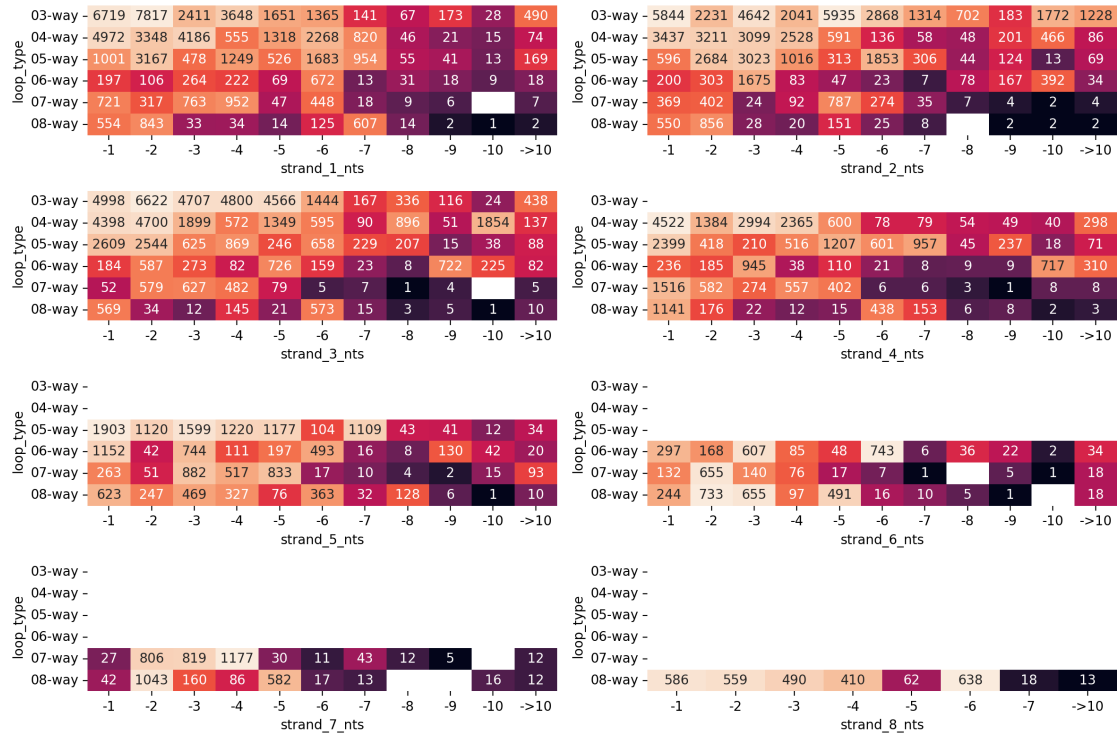 03-way 6719 7817 2411 3648 1651 1365 141 67 173 28 490
04-way 4972 3348 4186 555 1318 2268 820 46 21 15 74
05-way 1001 3167 478 1249 526 1683 954 55 41 13 169
06-way 197 106 264 222 69 672 13 31 18 9 18
07-way 721 317 763 952 47 448 18 9 6 7
08-way 554 843 33 34 14 125 607 14 2 1 2
loop_type
-1 -2 -3 -4 -5 -6 -7 -8 -9 -10 ->10
strand_1_nts
03-way 5844 2231 4642 2041 5935 2868 1314 702 183 1772 1228
04-way 3437 3211 3099 2528 591 136 58 48 201 466 86
05-way 596 2684 3023 1016 313 1853 306 44 124 13 69
06-way 200 303 1675 83 47 23 7 78 167 392 34
07-way 369 402 24 92 787 274 35 7 4 2 4
08-way 550 856 28 20 151 25 8 2 2 2
loop_type
-1 -2 -3 -4 -5 -6 -7 -8 -9 -10 ->10
strand_2_nts
03-way 4998 6622 4707 4800 4566 1444 167 336 116 24 438
04-way 4398 4700 1899 572 1349 595 90 896 51 1854 137
05-way 2609 2544 625 869 246 658 229 207 15 38 88
06-way 184 587 273 82 726 159 23 8 722 225 82
07-way 52 579 627 482 79 5 7 1 4
08-way 569 34 12 145 21 573 15 3 5 1 10
loop_type
-1 -2 -3 -4 -5 -6 -7 -8 -9 -10 ->10
strand_3_nts
03-way
04-way 4522 1384 2994 2365 600 78 79 54 49 40 298
05-way 2399 418 210 516 1207 601 957 45 237 18 71
06-way 236 185 945 38 110 21 8 9 9 717 310
07-way 1516 582 274 557 402 6 6 3 1 8 8
08-way 1141 176 22 12 15 438 153 6 8 2 3
loop_type
-1 -2 -3 -4 -5 -6 -7 -8 -9 -10 ->10
strand_4_nts
03-way
04-way
05-way 1903 1120 1599 1220 1177 104 1109 43 41 12 34
06-way 1152 42 744 111 197 493 16 8 130 42 20
07-way 263 51 882 517 833 17 10 4 2 15 93
08-way 623 247 469 327 76 363 32 128 6 1 10
loop_type
-1 -2 -3 -4 -5 -6 -7 -8 -9 -10 ->10
strand_5_nts
03-way
04-way
05-way
06-way 297 168 607 85 48 743 6 36 22 2 34
07-way 132 655 140 76 17 7 1 5 1 18
08-way 244 733 655 97 491 16 10 5 1 18
loop_type
-1 -2 -3 -4 -5 -6 -7 -8 -9 -10 ->10
strand_6_nts
03-way
04-way
05-way
06-way
07-way 27 806 819 1177 30 11 43 12 5 12
08-way 42 1043 160 86 582 17 13 16 12
loop_type
-1 -2 -3 -4 -5 -6 -7 -8 -9 -10 ->10
strand_7_nts
03-way
04-way
05-way
06-way
07-way
08-way 586 559 490 410 62 638 18 13
loop_type
-1 -2 -3 -4 -5 -6 -7 ->10
strand_8_nts